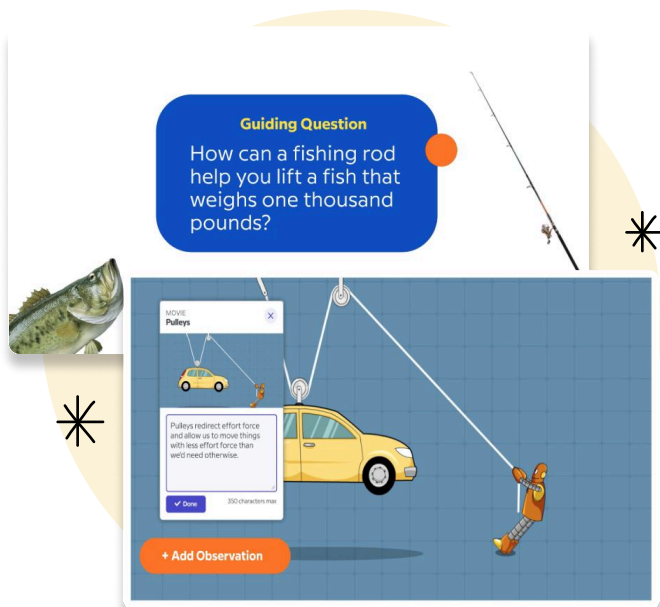 Guiding Question
How can a fishing rod
help you lift a fish that
weighs one thousand
pounds?
MOVIE
Pulleys
X
Pulleys redirect effort force
and allow us to move things
with less effort force than
we'd need otherwise.
✓ Done
350 characters max
+ Add Observation